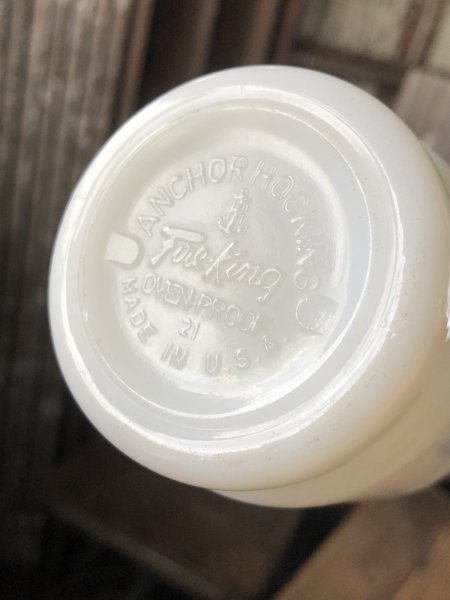 ANCHOR HOCKING
Fire-King
OVEN-PROOF
21
MADE IN U.S.A.